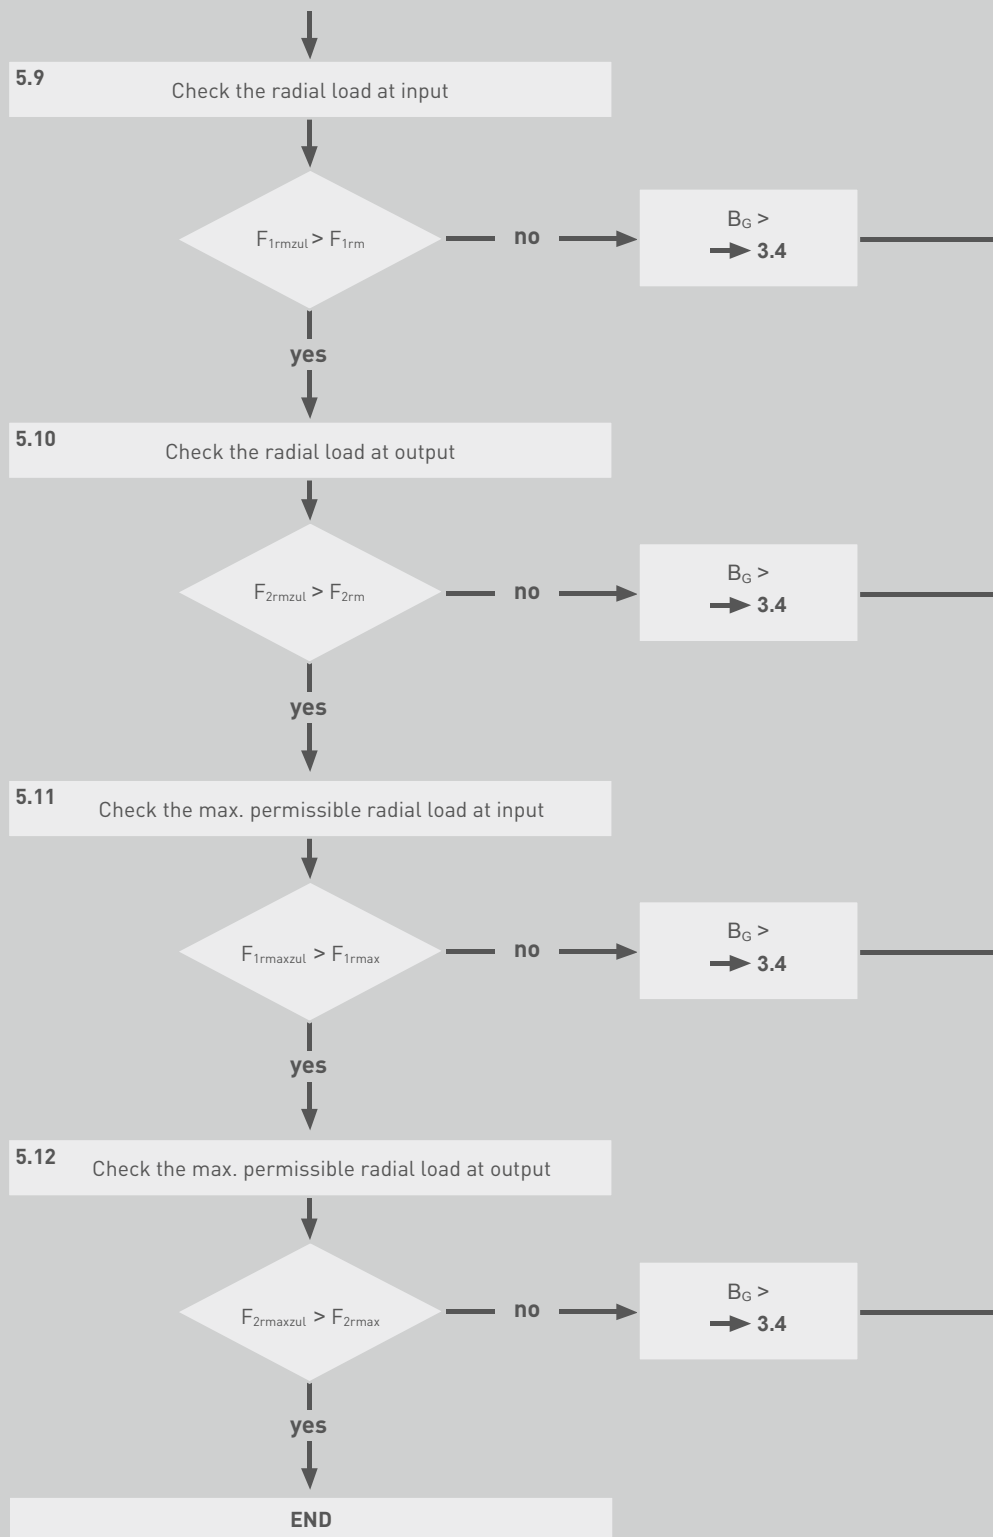 5.9
Check the radial load at input
F1rmzul > F1rm
no
BG >
3.4
yes
5.10
Check the radial load at output
F2rmzul > F2rm
no
BG >
3.4
yes
5.11
Check the max. permissible radial load at input
F1rmaxzul > F1rmax
no
BG >
3.4
yes
5.12
Check the max. permissible radial load at output
F2rmaxzul > F2rmax
no
BG >
3.4
yes
END